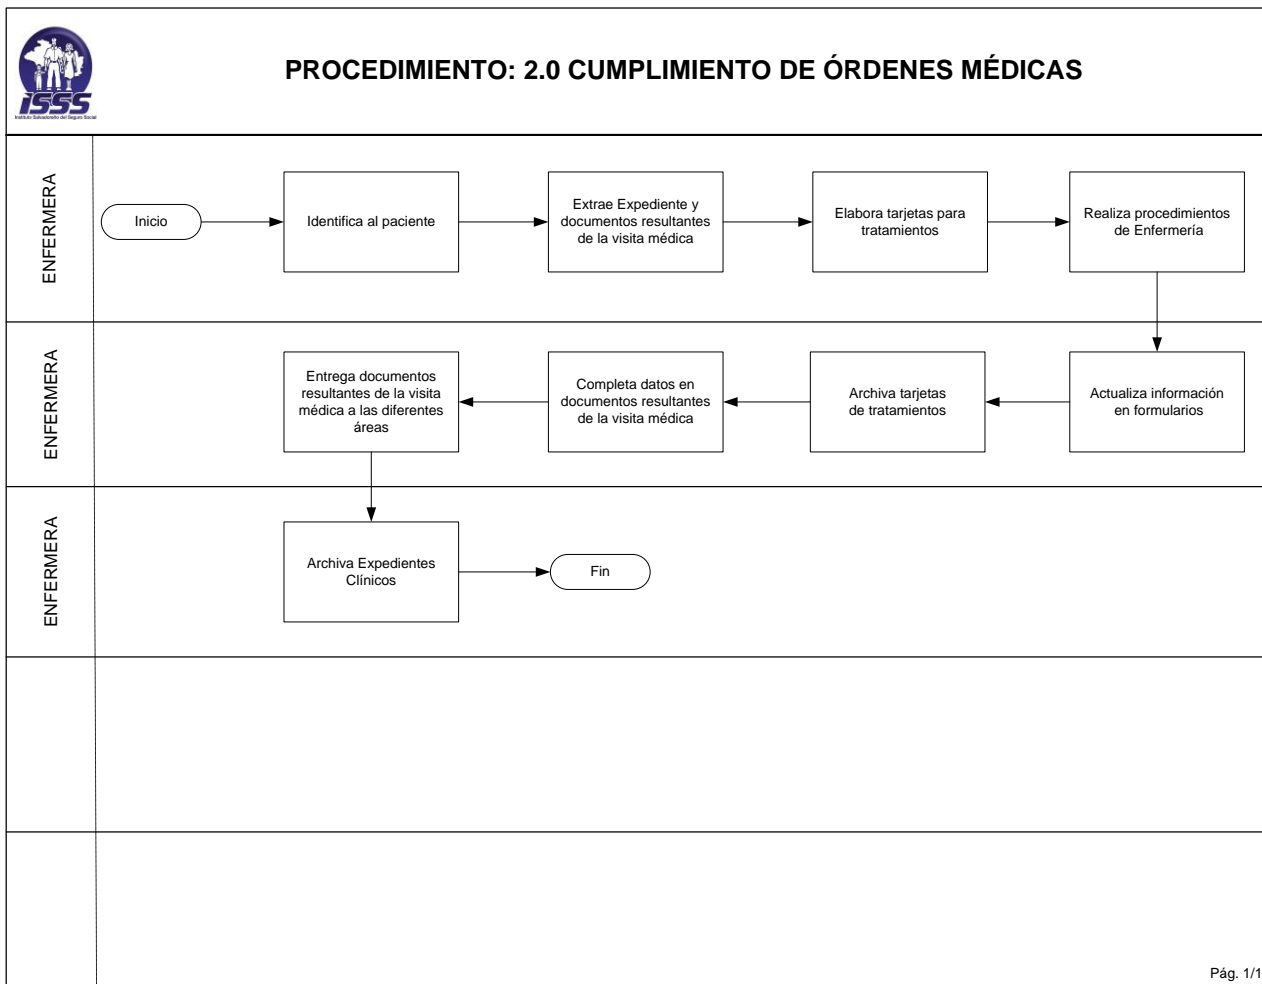 PROCEDIMIENTO: 2.0 CUMPLIMIENTO DE ÓRDENES MÉDICAS
ISSS
Instituto Salvadoreño del Seguro Social
ENFERMERA
Inicio
Identifica al paciente
Extrae Expediente y
documentos resultantes
de la visita médica
Elabora tarjetas para
tratamientos
Realiza procedimientos
de Enfermería
ENFERMERA
Entrega documentos
resultantes de la visita
médica a las diferentes
áreas
Completa datos en
documentos resultantes
de la visita médica
Archiva tarjetas
de tratamientos
Actualiza información
en formularios
ENFERMERA
Archiva Expedientes
Clínicos
Fin
Pág. 1/1